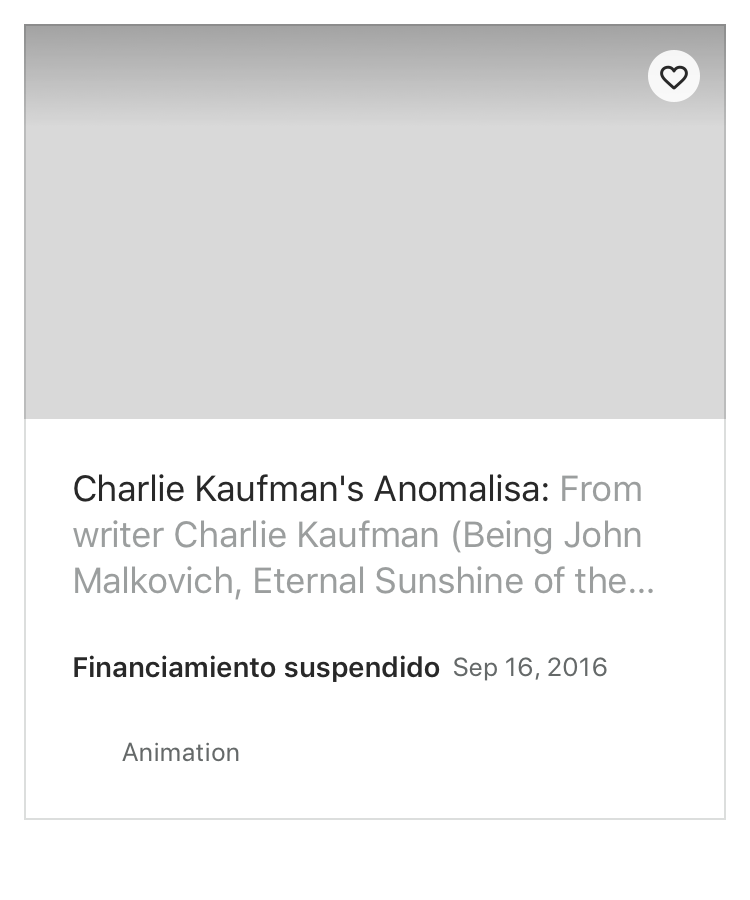 Charlie Kaufman's Anomalisa: From
writer Charlie Kaufman (Being John
Malkovich, Eternal Sunshine of the...
Financiamiento suspendido Sep 16, 2016
Animation